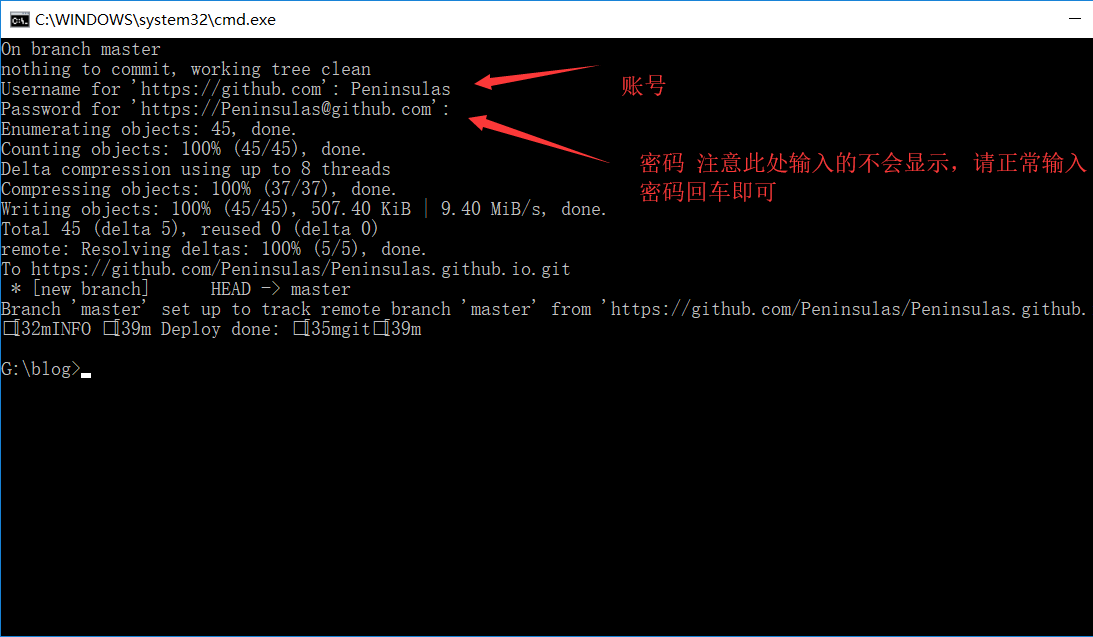 C:\WINDOWS\system32\cmd.exe
On branch master
nothing to commit, working tree clean
Username for 'https://github.com': Peninsulas
账号
Password for 'https://Peninsulas@github.com':
Enumerating objects: 45, done.
Counting objects: 100% (45/45), done.
Delta compression using up to 8 threads
密码 注意此处输入的不会显示，请正常输入
密码回车即可
Compressing objects: 100% (37/37), done.
Writing objects: 100% (45/45), 507.40 KiB | 9.40 MiB/s, done.
Total 45 (delta 5), reused 0 (delta 0)
remote: Resolving deltas: 100% (5/5), done.
To https://github.com/Peninsulas/Peninsulas.github.io.git
 * [new branch]      HEAD -> master
Branch 'master' set up to track remote branch 'master' from 'https://github.com/Peninsulas/Peninsulas.github.
[32mINFO [39m Deploy done: [35mgit[39m
G:\blog>